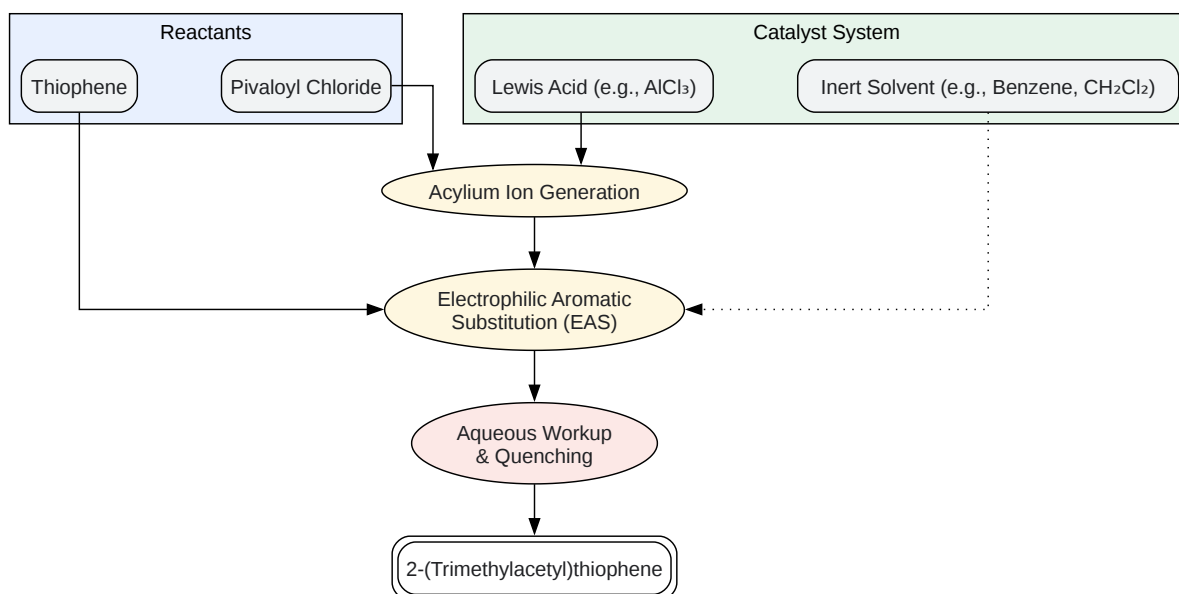 Reactants
Catalyst System
Thiophene
Pivaloyl Chloride
Lewis Acid (e.g., AlCl₃)
Inert Solvent (e.g., Benzene, CH₂Cl₂)
Acylium Ion Generation
Electrophilic Aromatic
Substitution (EAS)
Aqueous Workup
& Quenching
2-(Trimethylacetyl)thiophene